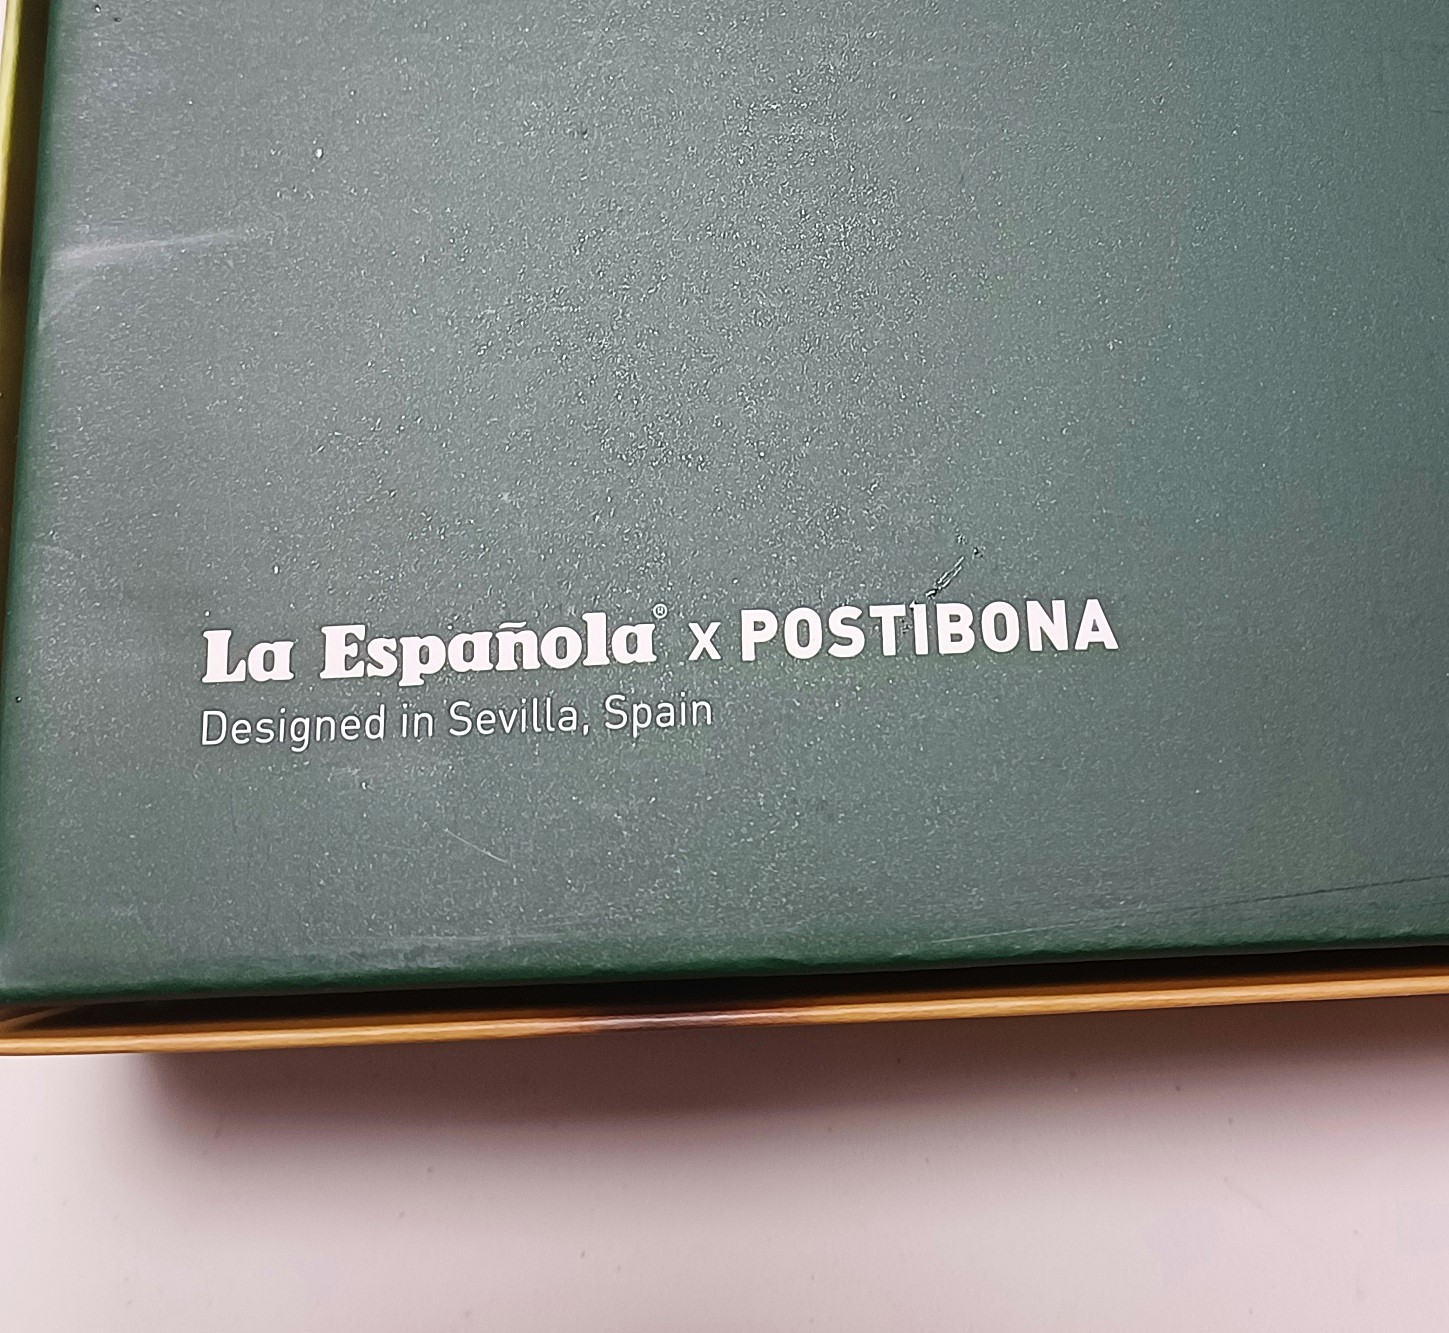 La Española® x POSTIBONA
Designed in Sevilla, Spain